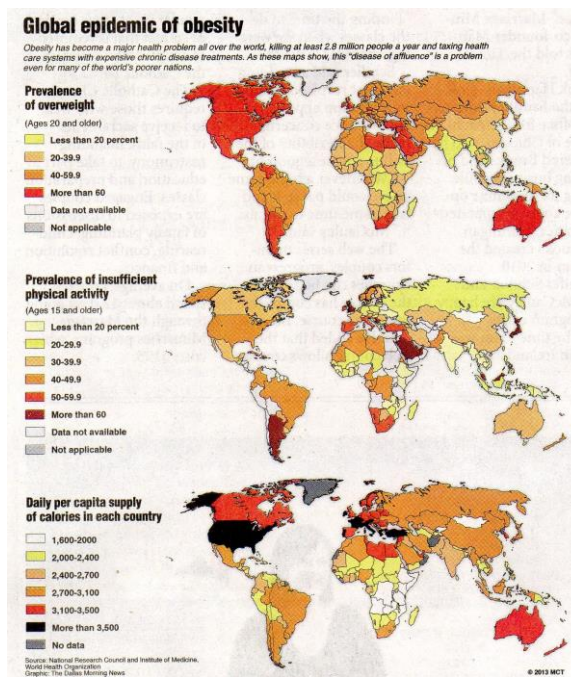 Global epidemic of obesity
Obesity has become a major health problem all over the world, killing at least 2.8 million people a year and taxing health
care systems with expensive chronic disease treatments. As these maps show, this "disease of affluence" is a problem
even for many of the world's poorer nations.
Prevalence
of overweight
(Ages 20 and older)
Less than 20 percent
20-39.9
40-59.9
More than 60
Data not available
Not applicable
Prevalence of insufficient
physical activity
(Ages 15 and older)
Less than 20 percent
20-29.9
30-39.9
40-49.9
50-59.9
More than 60
Data not available
Not applicable
Daily per capita supply
of calories in each country
1,600-2000
2,000-2,400
2,400-2,700
2,700-3,100
3,100-3,500
More than 3,500
No data
Source: National Research Council and Institute of Medicine,
World Health Organization
Graphic: The Dallas Morning News
© 2013 MCT